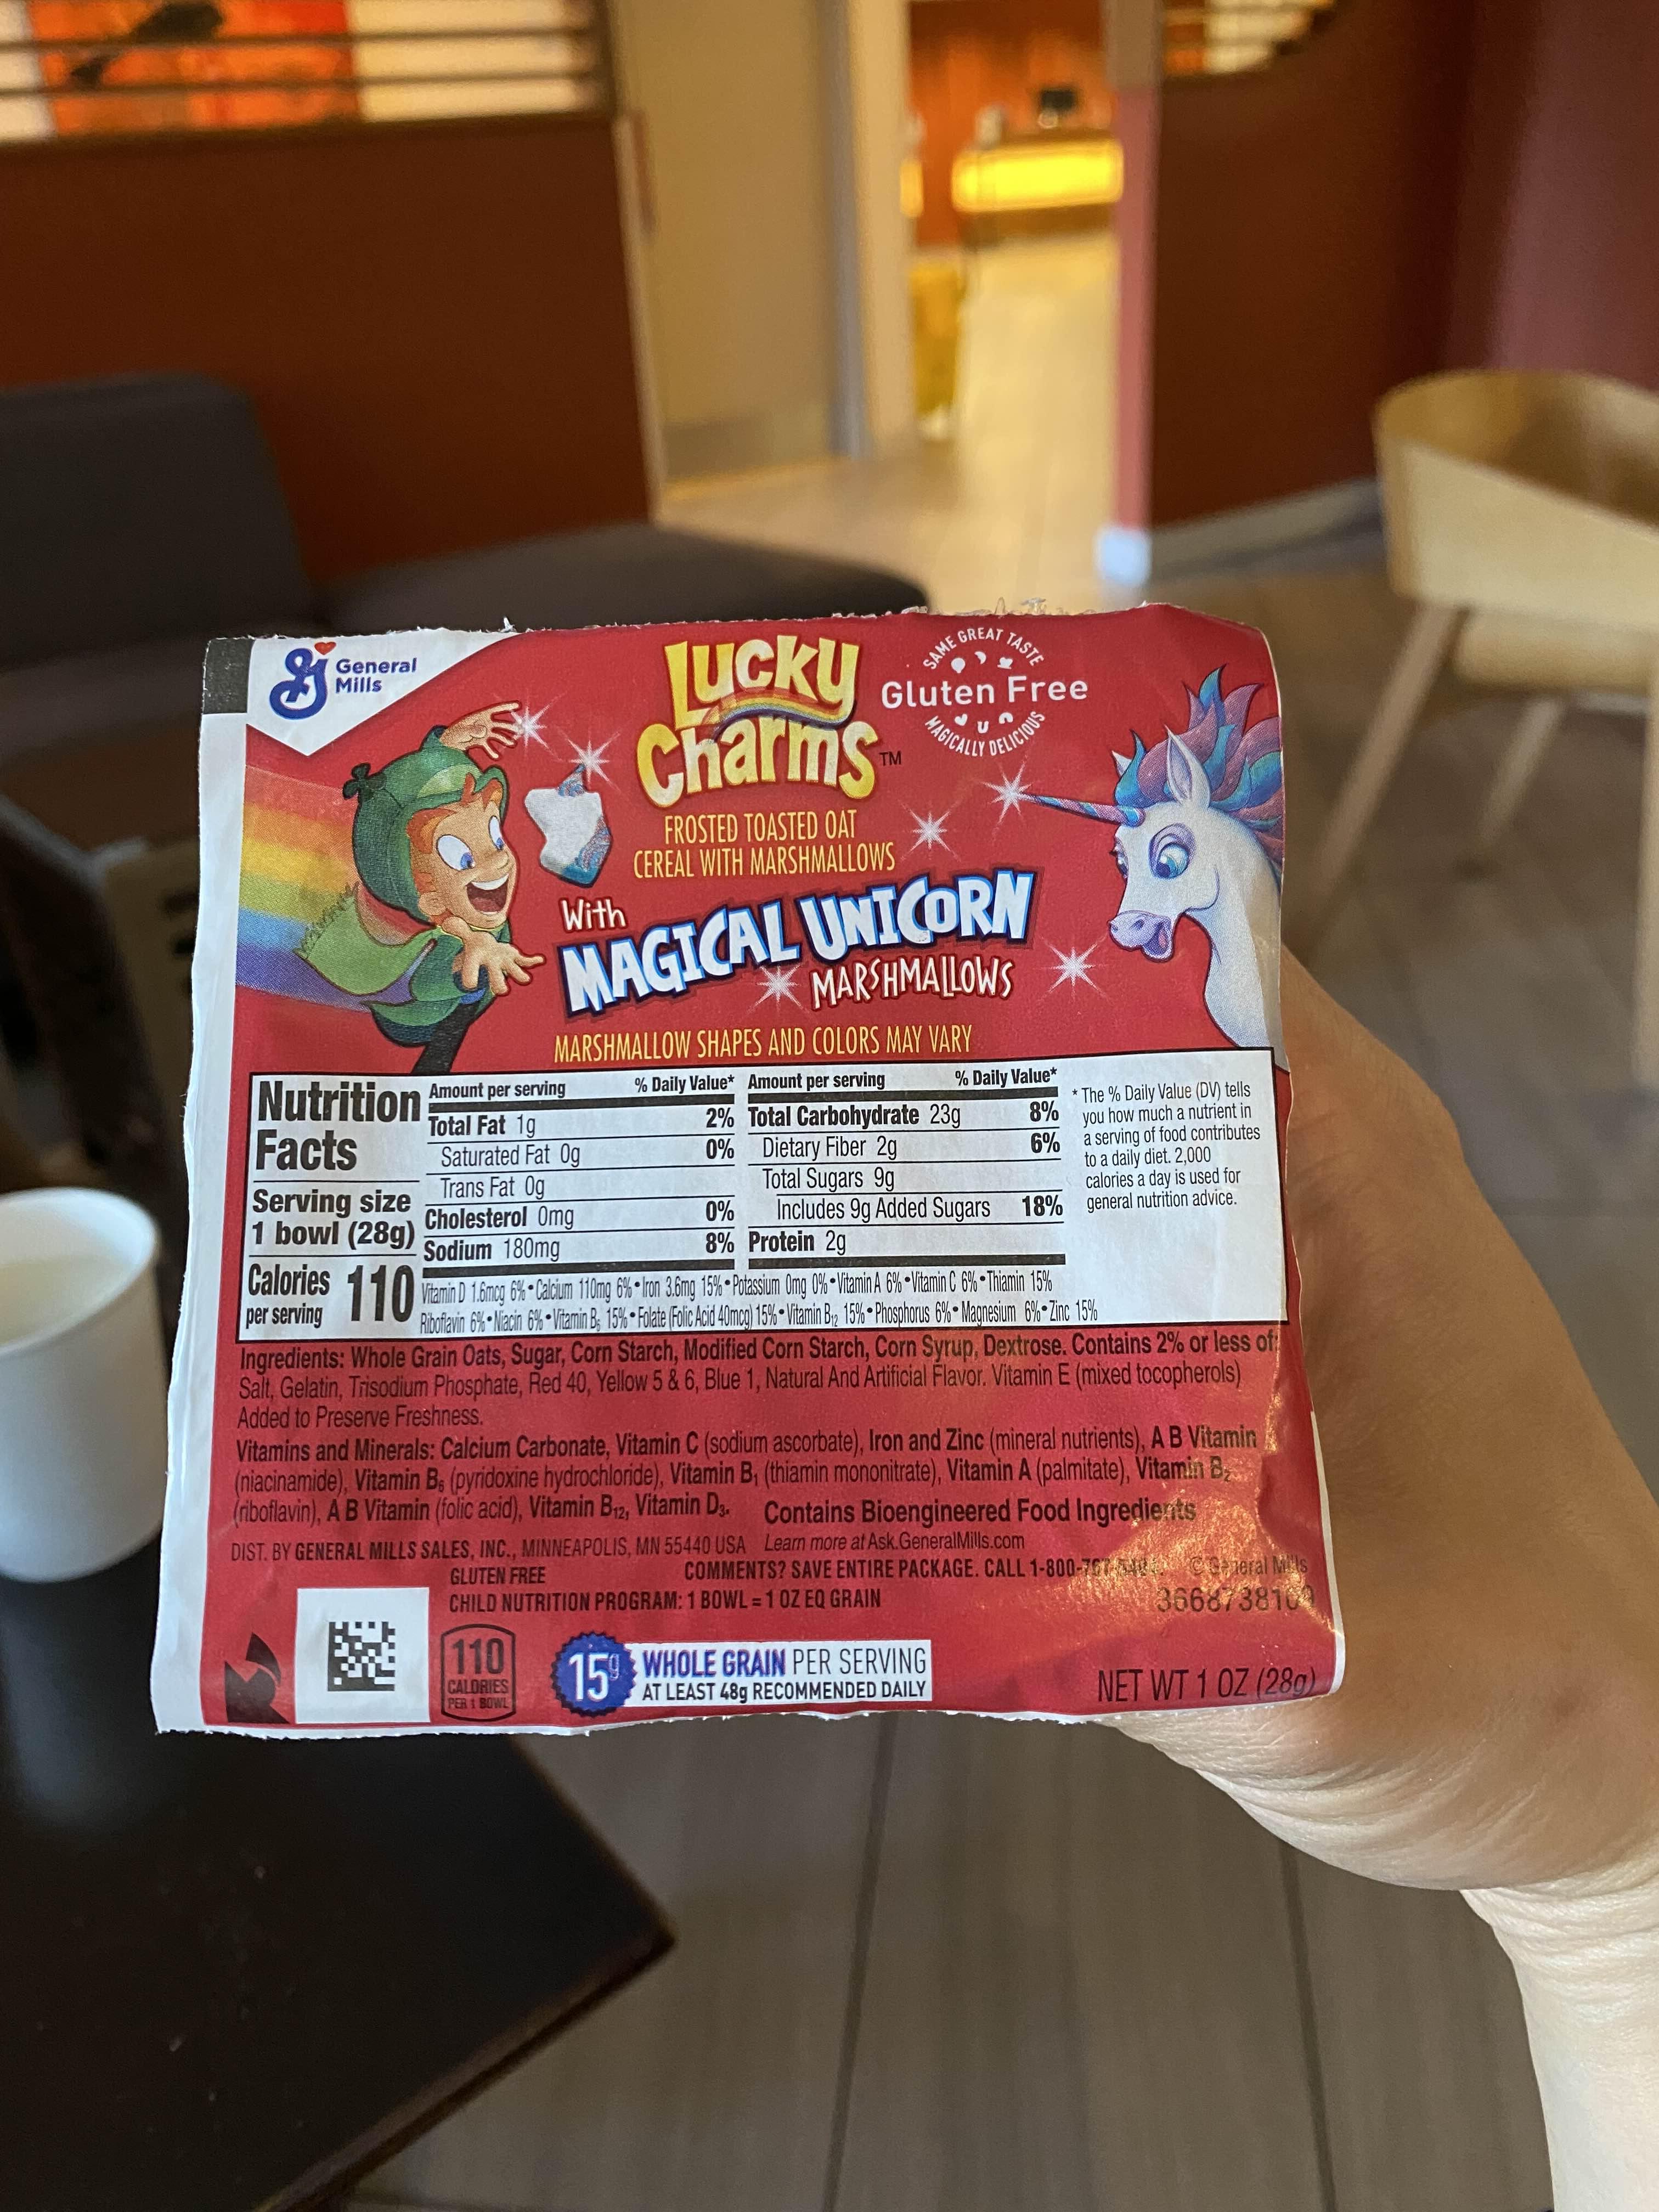 General
Mills
Lucky
Charms™
SAME GREAT TASTE
Gluten Free
MAGICALLY DELICIOUS
FROSTED TOASTED OAT
CEREAL WITH MARSHMALLOWS
With
MAGICAL UNICORN
MARSHMALLOWS
MARSHMALLOW SHAPES AND COLORS MAY VARY
Nutrition
Facts
Serving size
1 bowl (28g)
Calories 110
per serving
Amount per serving % Daily Value*
Total Fat 1g 2%
Saturated Fat 0g 0%
Trans Fat 0g
Cholesterol 0mg 0%
Sodium 180mg 8%
Amount per serving % Daily Value*
Total Carbohydrate 23g 8%
Dietary Fiber 2g 6%
Total Sugars 9g
Includes 9g Added Sugars 18%
Protein 2g
* The % Daily Value (DV) tells
you how much a nutrient in
a serving of food contributes
to a daily diet. 2,000
calories a day is used for
general nutrition advice.
Vitamin D 1.6mcg 6% • Calcium 110mg 6% • Iron 3.6mg 15% • Potassium 0mg 0% • Vitamin A 6% • Vitamin C 6% • Thiamin 15%
Riboflavin 6% • Niacin 6% • Vitamin B₆ 15% • Folate (Folic Acid 40mcg) 15% • Vitamin B₁₂ 15% • Phosphorus 6% • Magnesium 6% • Zinc 15%
Ingredients: Whole Grain Oats, Sugar, Corn Starch, Modified Corn Starch, Corn Syrup, Dextrose. Contains 2% or less of:
Salt, Gelatin, Trisodium Phosphate, Red 40, Yellow 5 & 6, Blue 1, Natural And Artificial Flavor. Vitamin E (mixed tocopherols)
Added to Preserve Freshness.
Vitamins and Minerals: Calcium Carbonate, Vitamin C (sodium ascorbate), Iron and Zinc (mineral nutrients), A B Vitamin
(niacinamide), Vitamin B₆ (pyridoxine hydrochloride), Vitamin B₁ (thiamin mononitrate), Vitamin A (palmitate), Vitamin B₂
(riboflavin), A B Vitamin (folic acid), Vitamin B₁₂, Vitamin D₃. Contains Bioengineered Food Ingredients
DIST. BY GENERAL MILLS SALES, INC., MINNEAPOLIS, MN 55440 USA Learn more at Ask.GeneralMills.com
GLUTEN FREE COMMENTS? SAVE ENTIRE PACKAGE. CALL © General Mills
CHILD NUTRITION PROGRAM: 1 BOWL = 1 OZ EQ GRAIN
110
CALORIES
PER 1 BOWL
15g WHOLE GRAIN PER SERVING
AT LEAST 48g RECOMMENDED DAILY
NET WT 1 OZ (28g)